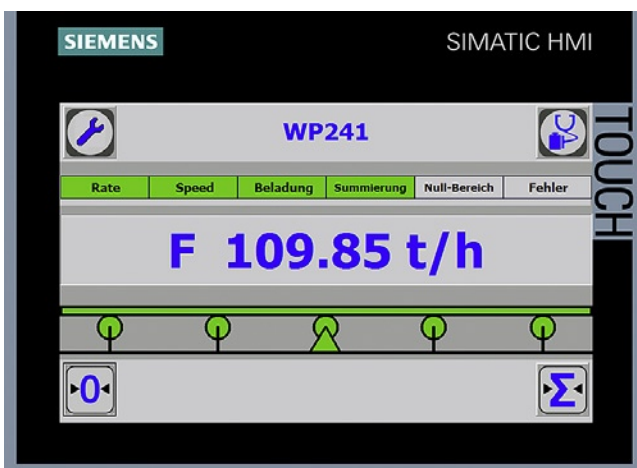 SIEMENS
SIMATIC HMI
TOUCH
WP241
Rate Speed Beladung Summierung Null-Bereich Fehler
F 109.85 t/h
0 Σ